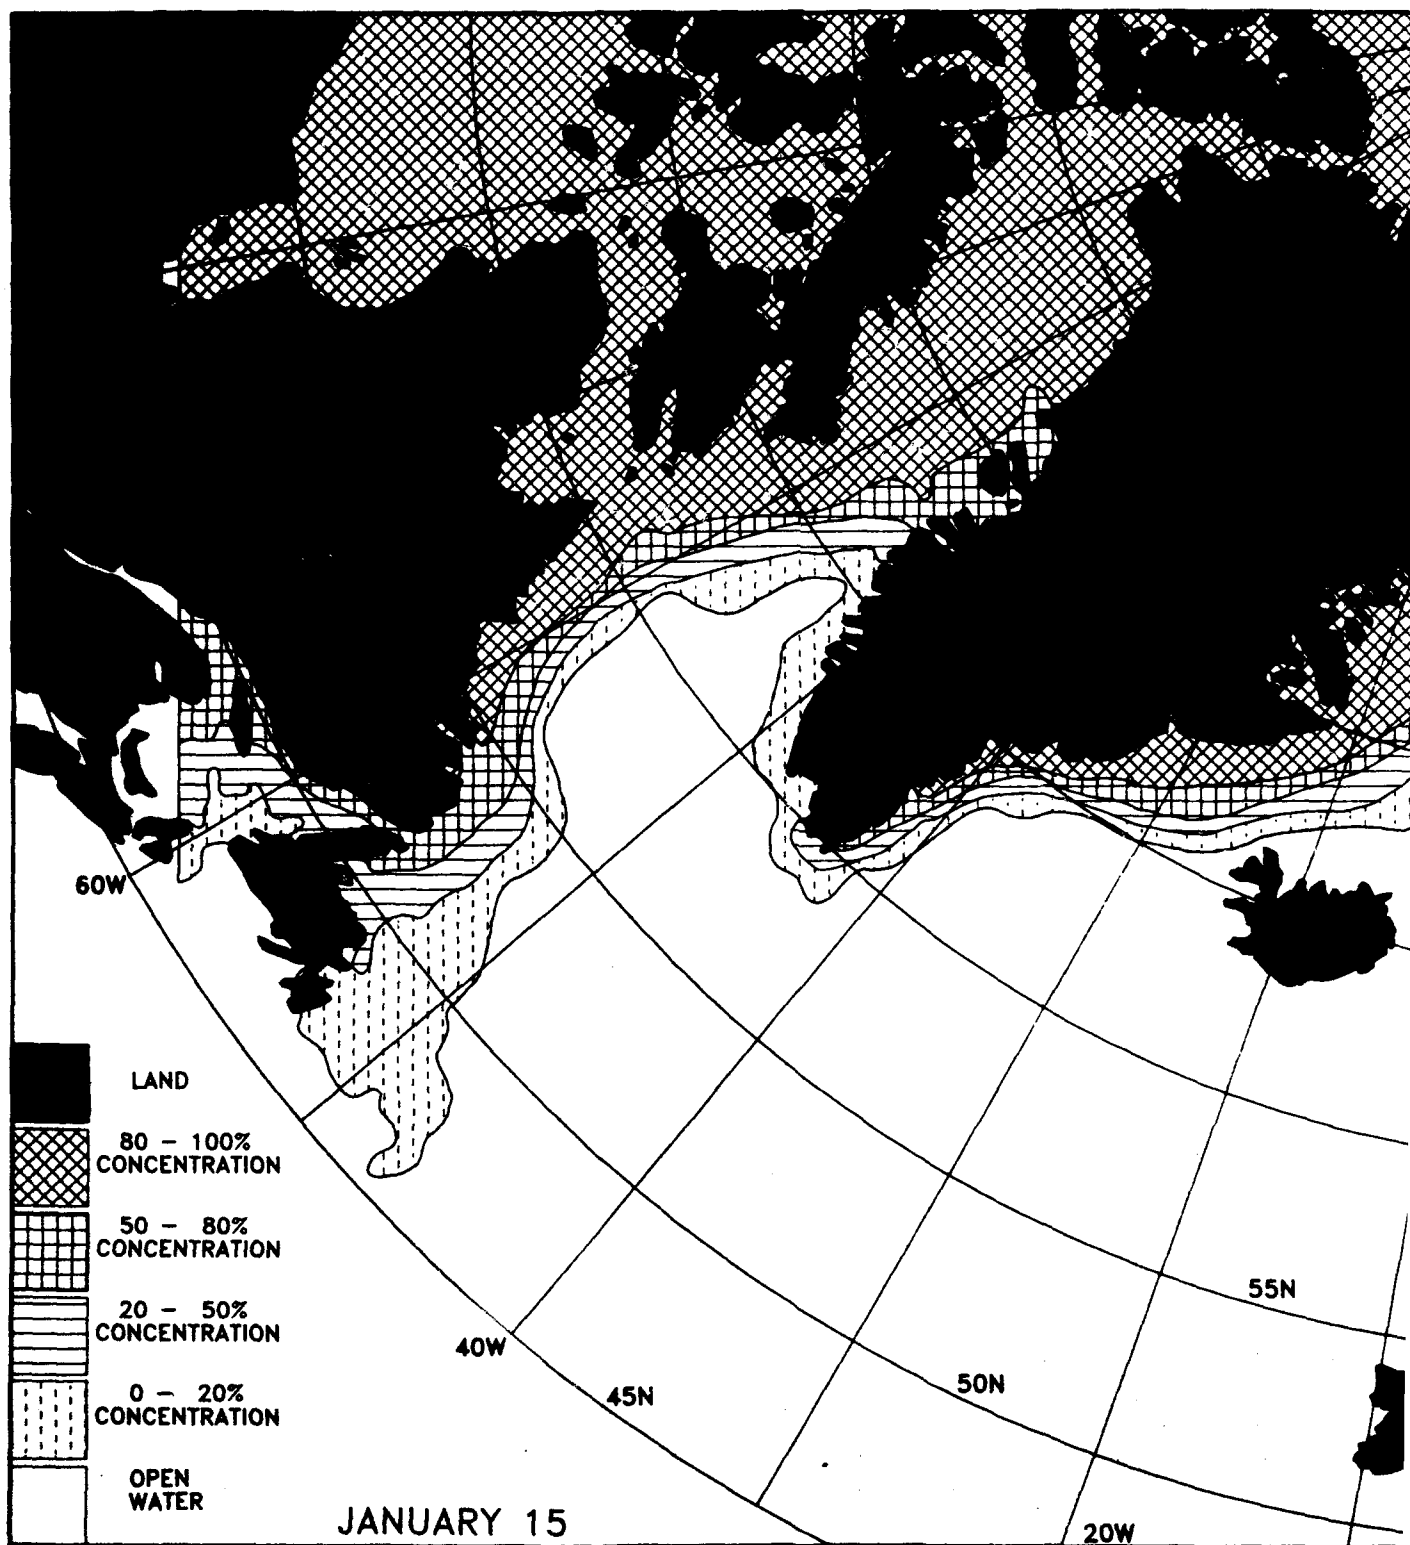 60W
LAND
80 - 100%
CONCENTRATION
50 - 80%
CONCENTRATION
20 - 50%
CONCENTRATION
0 - 20%
CONCENTRATION
OPEN
WATER
55N
40W
50N
45N
JANUARY 15
20W